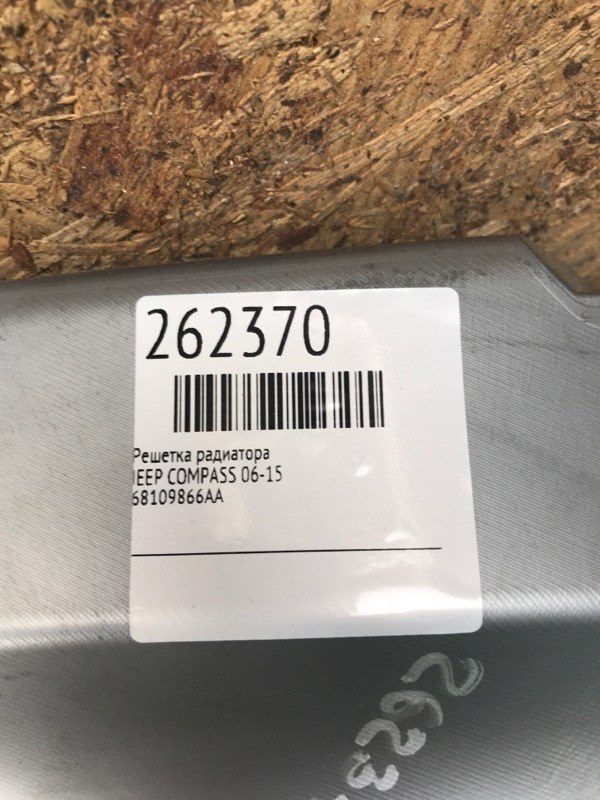 262370
Решетка радиатора
JEEP COMPASS 06-15
68109866AA